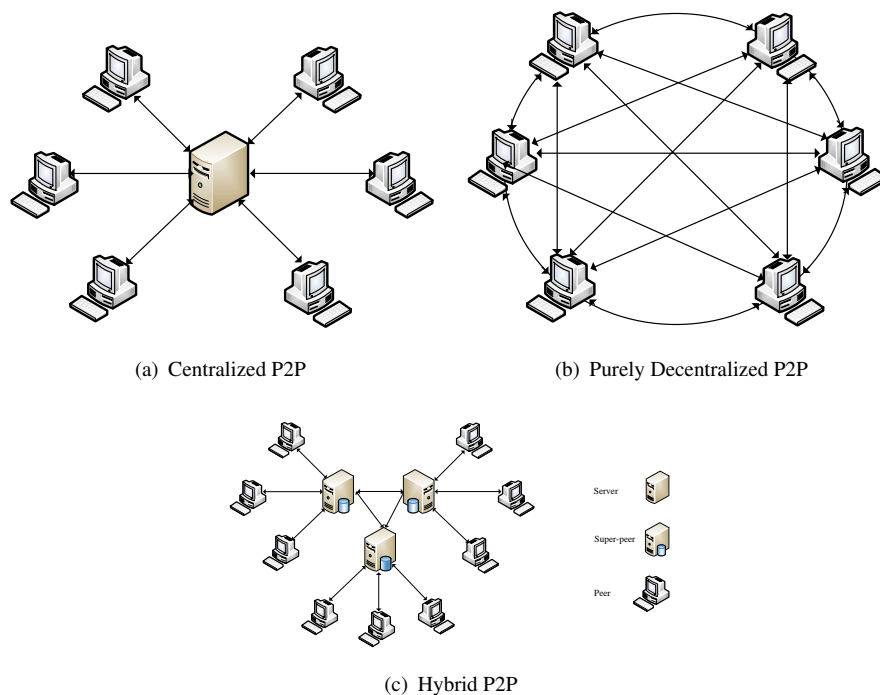 (a) Centralized P2P
(b) Purely Decentralized P2P
Server
Super-peer
Peer
(c) Hybrid P2P